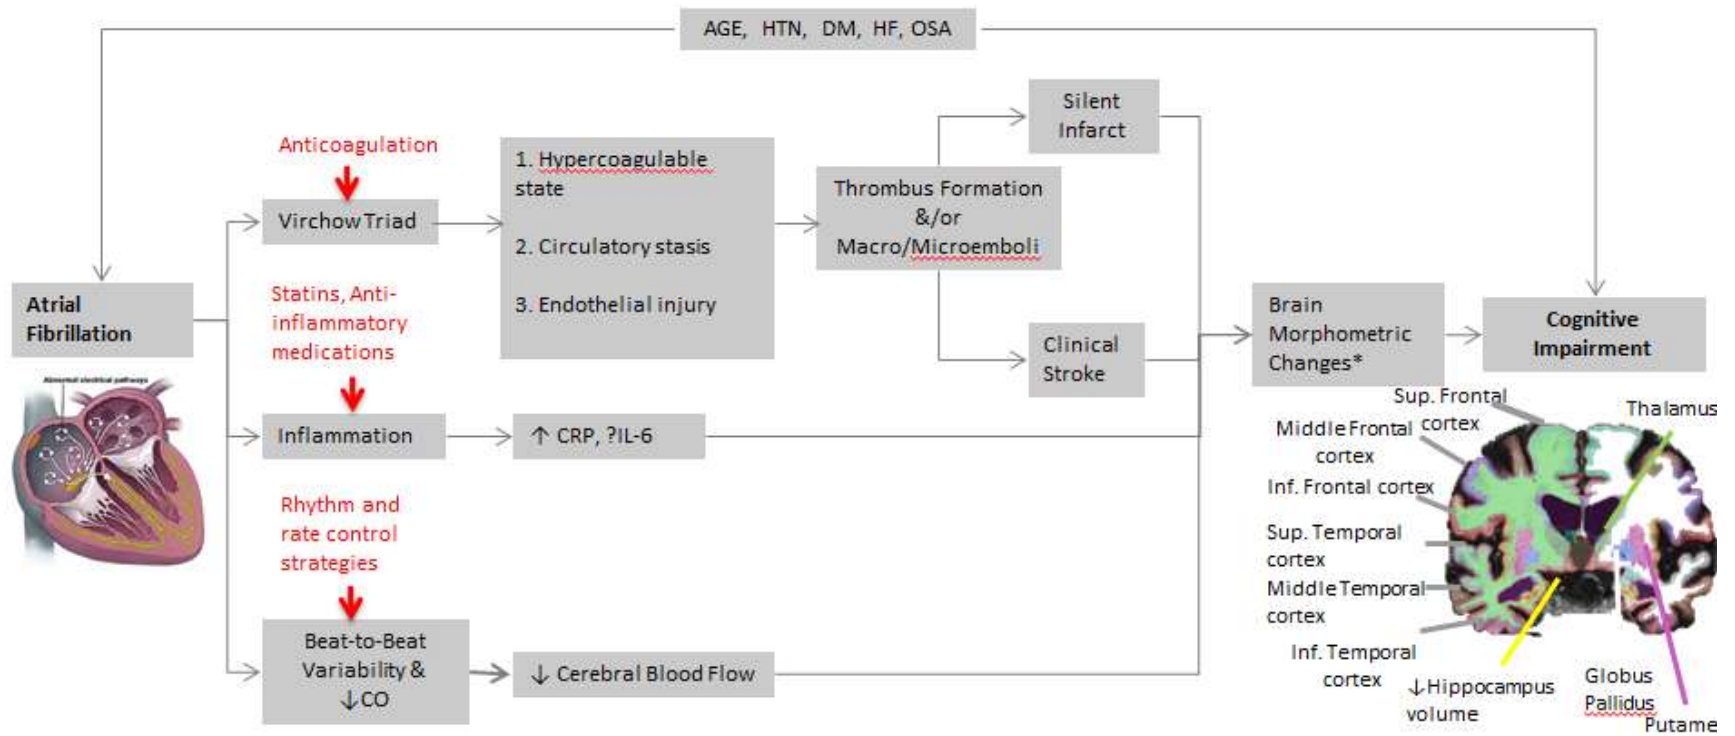 AGE, HTN, DM, HF, OSA
Silent
Infarct
Anticoagulation
1. Hypercoagulable
state
2. Circulatory stasis
3. Endothelial injury
Virchow Triad
Thrombus Formation
&/or
Macro/Microemboli
Atrial
Fibrillation
Abnormal electrical pathways
Statins, Anti-
inflammatory
medications
Clinical
Stroke
Brain
Morphometric
Changes*
Cognitive
Impairment
Inflammation
↑ CRP, ?IL-6
Rhythm and
rate control
strategies
Beat-to-Beat
Variability &
↓CO
↓ Cerebral Blood Flow
Sup. Frontal
cortex
Thalamus
Middle Frontal
cortex
Inf. Frontal cortex
Sup. Temporal
cortex
Middle Temporal
cortex
Inf. Temporal
cortex
↓Hippocampus
volume
Globus
Pallidus
Putame